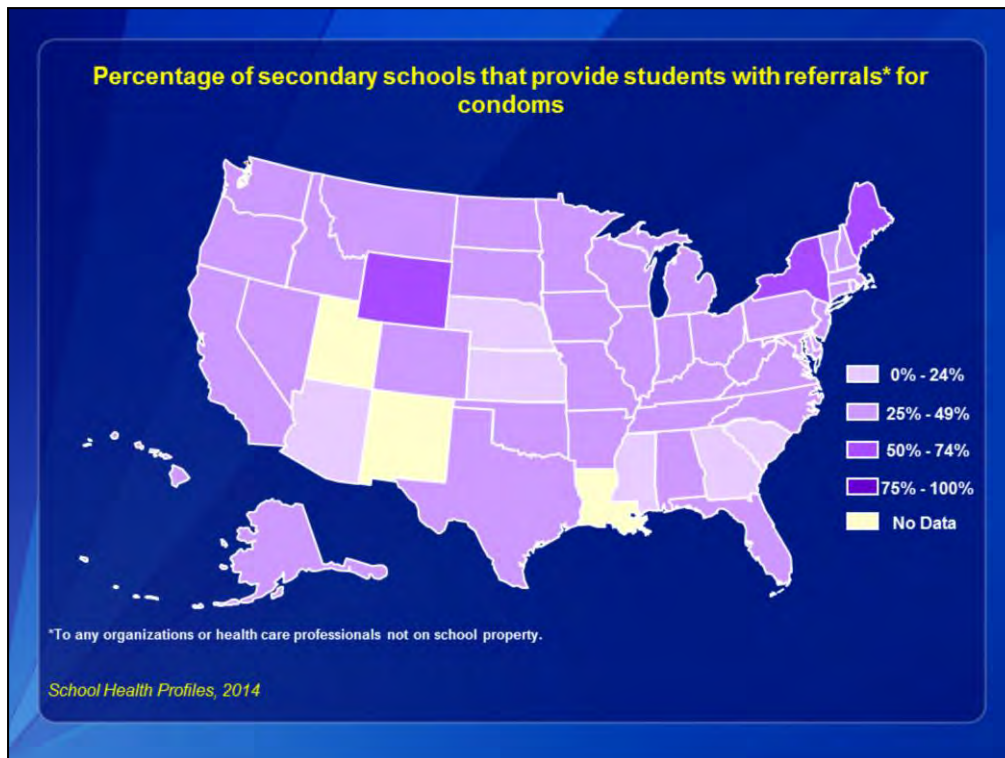 Percentage of secondary schools that provide students with referrals* for
condoms
0% - 24%
25% - 49%
50% - 74%
75% - 100%
No Data
*To any organizations or health care professionals not on school property.
School Health Profiles, 2014